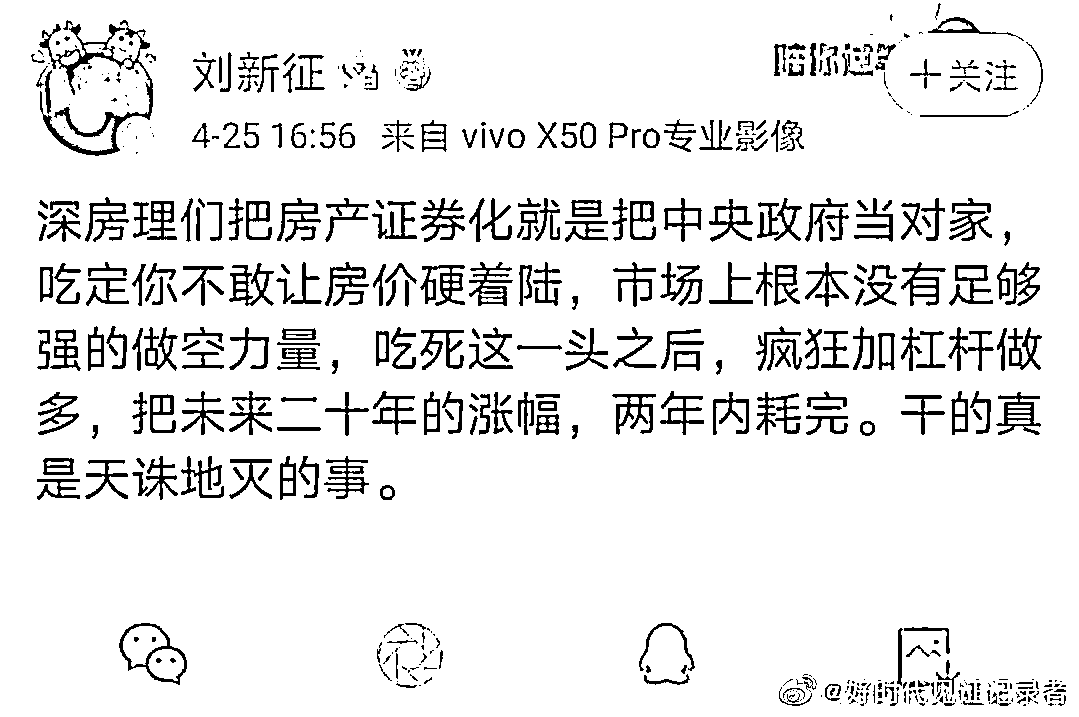 刘新征
陪你过
+关注
4-25 16:56 来自 vivo X50 Pro专业影像
深房理们把房产证券化就是把中央政府当对家，
吃定你不敢让房价硬着陆，市场上根本没有足够
强的做空力量，吃死这一头之后，疯狂加杠杆做
多，把未来二十年的涨幅，两年内耗完。干的真
是天诛地灭的事。
@好时代见证记录者